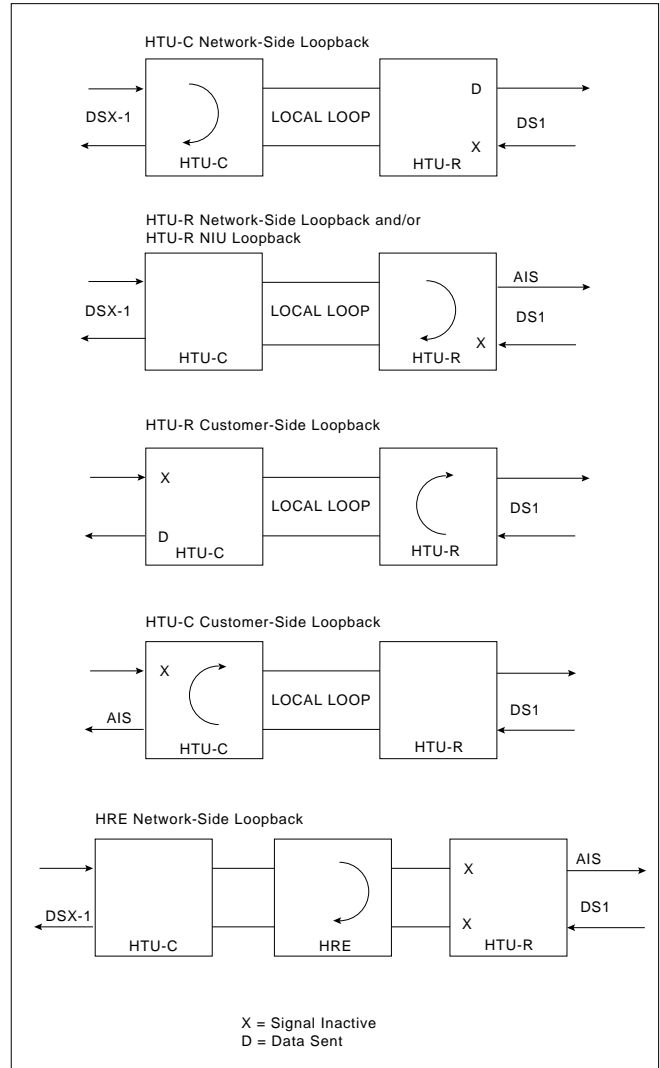 HTU-C Network-Side Loopback
D
DSX-1
LOCAL LOOP
DS1
X
HTU-C
HTU-R
HTU-R Network-Side Loopback and/or
HTU-R NIU Loopback
AIS
DSX-1
LOCAL LOOP
DS1
X
HTU-C
HTU-R
HTU-R Customer-Side Loopback
X
LOCAL LOOP
DS1
D
HTU-C
HTU-R
HTU-C Customer-Side Loopback
X
LOCAL LOOP
DS1
AIS
HTU-C
HTU-R
HRE Network-Side Loopback
AIS
X
DSX-1
DS1
X
HTU-C
HRE
HTU-R
X = Signal Inactive
D = Data Sent